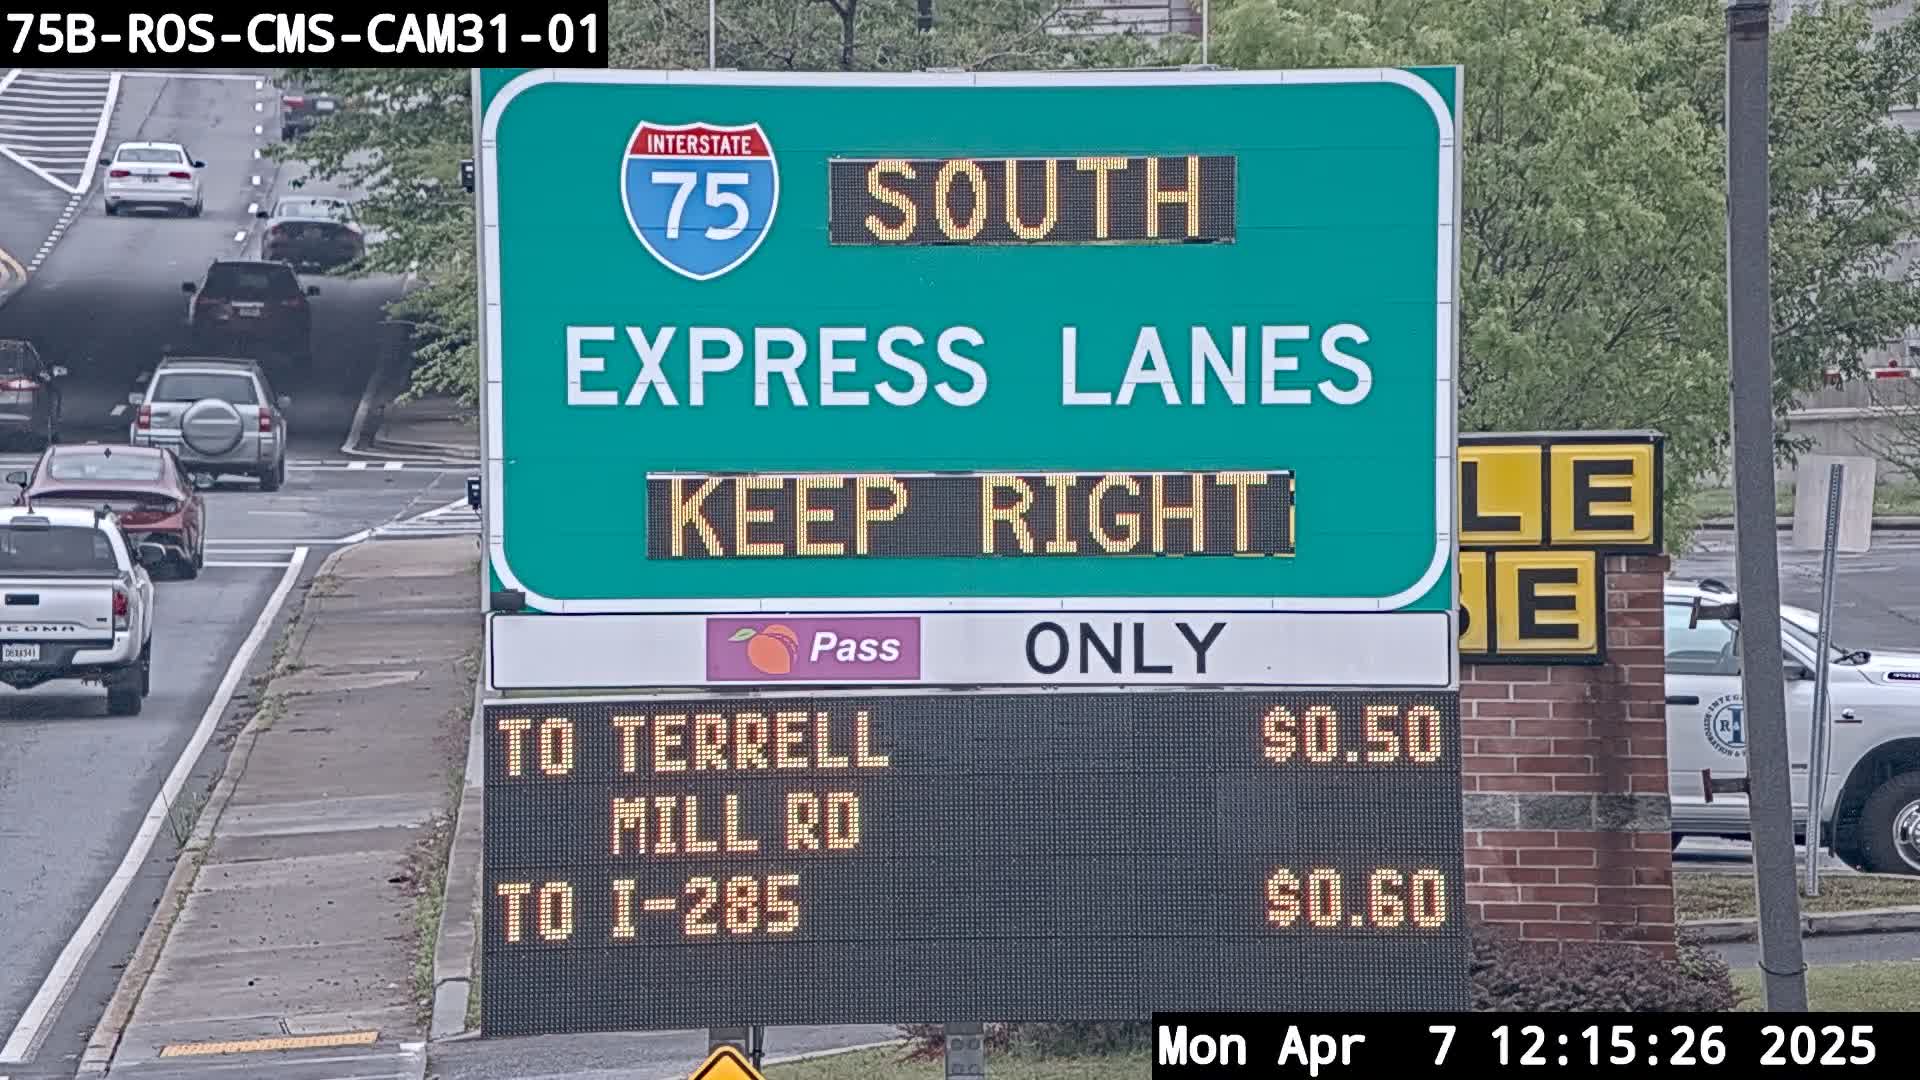 75B-ROS-CMS-CAM31-01
INTERSTATE
75
SOUTH
EXPRESS LANES
KEEP RIGHT
Pass ONLY
TO TERRELL $0.50
MILL RD
TO I-285 $0.60
LE
E
Mon Apr 7 12:15:26 2025